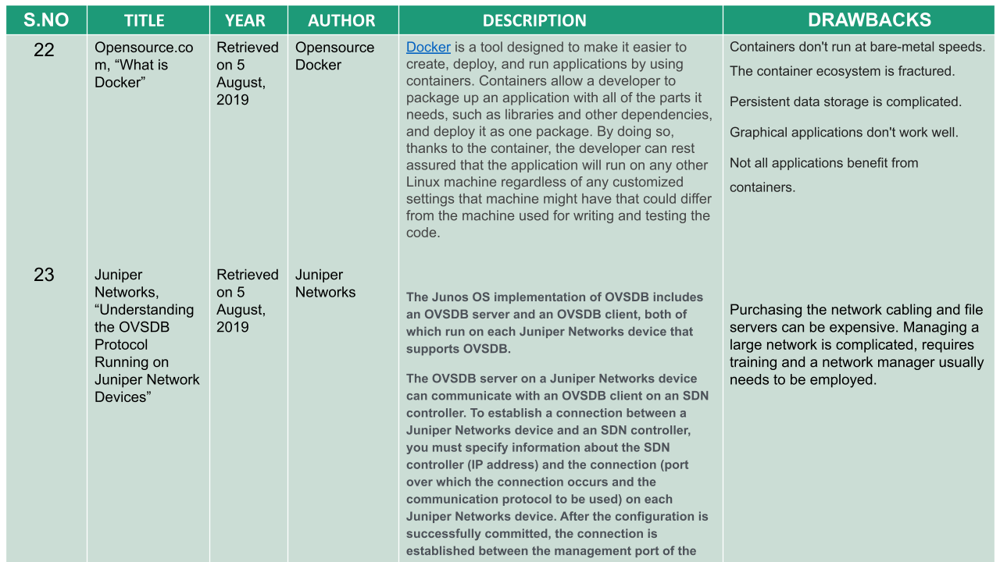 S.NO
TITLE
YEAR
AUTHOR
DESCRIPTION
DRAWBACKS
22
Opensource.co
m, “What is
Docker”
Retrieved
on 5
August,
2019
Opensource
Docker
Docker is a tool designed to make it easier to
create, deploy, and run applications by using
containers. Containers allow a developer to
package up an application with all of the parts it
needs, such as libraries and other dependencies,
and deploy it as one package. By doing so,
thanks to the container, the developer can rest
assured that the application will run on any other
Linux machine regardless of any customized
settings that machine might have that could differ
from the machine used for writing and testing the
code.
Containers don't run at bare-metal speeds.
The container ecosystem is fractured.
Persistent data storage is complicated.
Graphical applications don't work well.
Not all applications benefit from
containers.
23
Juniper
Networks,
“Understanding
the OVSDB
Protocol
Running on
Juniper Network
Devices”
Retrieved
on 5
August,
2019
Juniper
Networks
The Junos OS implementation of OVSDB includes
an OVSDB server and an OVSDB client, both of
which run on each Juniper Networks device that
supports OVSDB.
The OVSDB server on a Juniper Networks device
can communicate with an OVSDB client on an SDN
controller. To establish a connection between a
Juniper Networks device and an SDN controller,
you must specify information about the SDN
controller (IP address) and the connection (port
over which the connection occurs and the
communication protocol to be used) on each
Juniper Networks device. After the configuration is
successfully committed, the connection is
established between the management port of the
Purchasing the network cabling and file
servers can be expensive. Managing a
large network is complicated, requires
training and a network manager usually
needs to be employed.